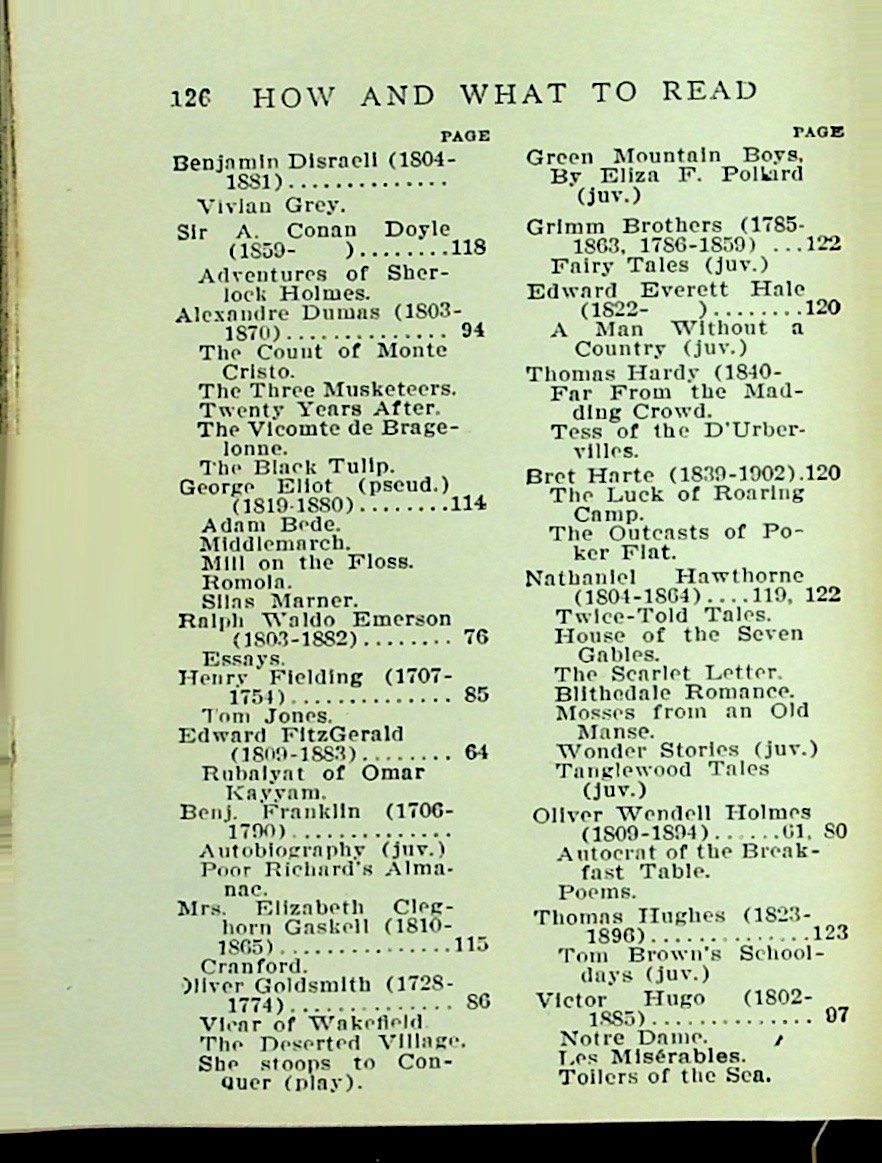 126 HOW AND WHAT TO READ
PAGE
Benjamin Disraeli (1804-
1881)..............
Vivian Grey.
Sir A. Conan Doyle
(1859- )........118
Adventures of Sher-
lock Holmes.
Alexandre Dumas (1803-
1870).............. 94
The Count of Monte
Cristo.
The Three Musketeers.
Twenty Years After.
The Vicomte de Brage-
lonne.
The Black Tulip.
George Eliot (pseud.)
(1819-1880)........114
Adam Bede.
Middlemarch.
Mill on the Floss.
Romola.
Silas Marner.
Ralph Waldo Emerson
(1803-1882)........ 76
Essays.
Henry Fielding (1707-
1754).............. 85
Tom Jones.
Edward FitzGerald
(1809-1883)........ 64
Rubaiyat of Omar
Kayyam.
Benj. Franklin (1706-
1790)..............
Autobiography (juv.)
Poor Richard's Alma-
nac.
Mrs. Elizabeth Cleg-
horn Gaskell (1810-
1865)...............115
Cranford.
Oliver Goldsmith (1728-
1774).............. 86
Vicar of Wakefield
The Deserted Village.
She stoops to Con-
quer (play).
PAGE
Green Mountain Boys,
By Eliza F. Pollard
(juv.)
Grimm Brothers (1785-
1863, 1786-1859) ...122
Fairy Tales (juv.)
Edward Everett Hale
(1822- )........120
A Man Without a
Country (juv.)
Thomas Hardy (1840-
Far From the Mad-
ding Crowd.
Tess of the D'Urber-
villes.
Bret Harte (1839-1902).120
The Luck of Roaring
Camp.
The Outcasts of Po-
ker Flat.
Nathaniel Hawthorne
(1804-1864)....119, 122
Twice-Told Tales.
House of the Seven
Gables.
The Scarlet Letter.
Blithedale Romance.
Mosses from an Old
Manse.
Wonder Stories (juv.)
Tanglewood Tales
(juv.)
Oliver Wendell Holmes
(1809-1894)......61, 80
Autocrat of the Break-
fast Table.
Poems.
Thomas Hughes (1823-
1896)..............123
Tom Brown's School-
days (juv.)
Victor Hugo (1802-
1885).............. 97
Notre Dame.
Les Misérables.
Toilers of the Sea.